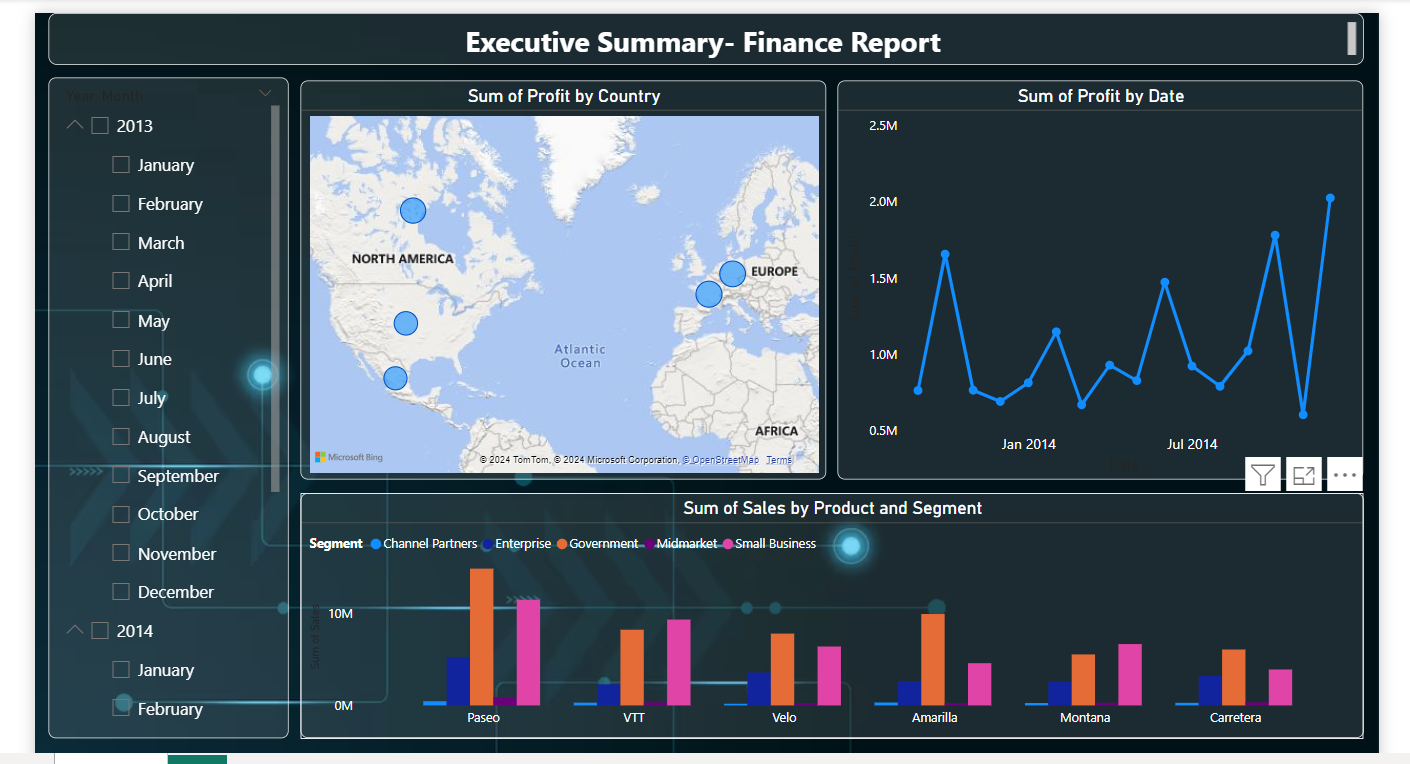 Executive Summary- Finance Report
Year, Month
2013
January
February
March
April
May
June
July
August
September
October
November
December
2014
January
February
Sum of Profit by Country
NORTH AMERICA
EUROPE
Atlantic
Ocean
AFRICA
Microsoft Bing
© 2024 TomTom, © 2024 Microsoft Corporation, © OpenStreetMap Terms
Sum of Profit by Date
2.5M
2.0M
1.5M
1.0M
0.5M
Jan 2014
Jul 2014
Sum of Sales by Product and Segment
Segment Channel Partners Enterprise Government Midmarket Small Business
Sum of Sales
10M
0M
Paseo VTT Velo Amarilla Montana Carretera